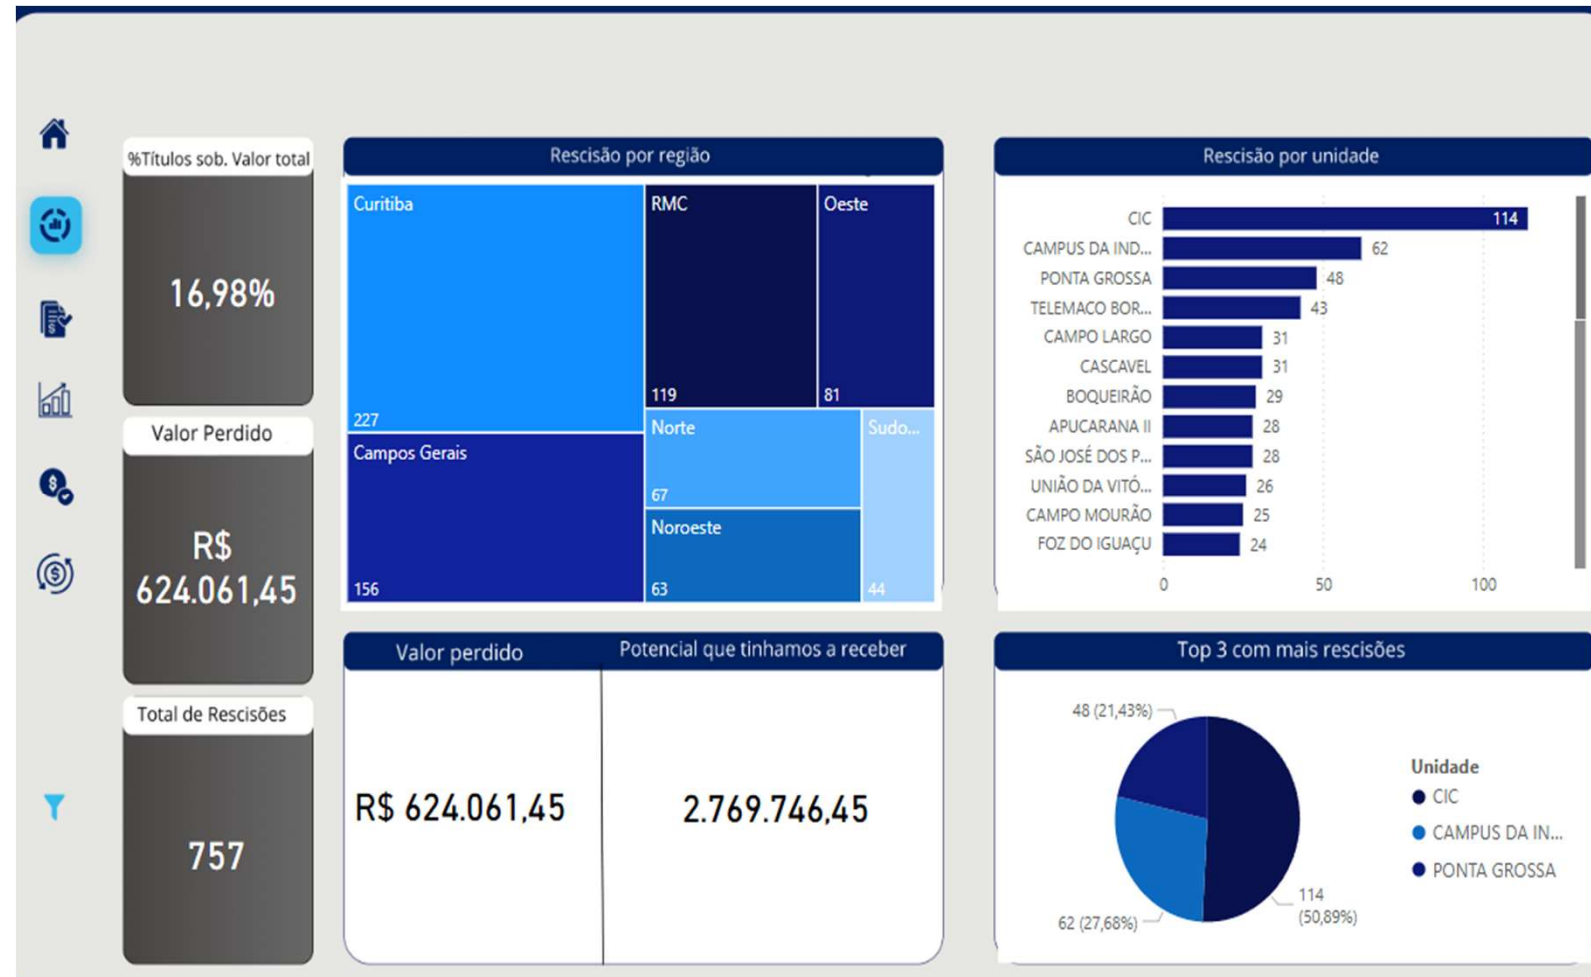 %Títulos sob. Valor total
16,98%
Valor Perdido
R$
624.061,45
Total de Rescisões
757
Rescisão por região
Curitiba
227
Campos Gerais
156
RMC
119
Oeste
81
Norte
67
Noroeste
63
Sudo...
44
Valor perdido
R$ 624.061,45
Potencial que tinhamos a receber
2.769.746,45
Rescisão por unidade
CIC 114
CAMPUS DA IND... 62
PONTA GROSSA 48
TELEMACO BOR... 43
CAMPO LARGO 31
CASCAVEL 31
BOQUEIRÃO 29
APUCARANA II 28
SÃO JOSÉ DOS P... 28
UNIÃO DA VITÓ... 26
CAMPO MOURÃO 25
FOZ DO IGUAÇU 24
0 50 100
Top 3 com mais rescisões
48 (21,43%)
62 (27,68%)
114
(50,89%)
Unidade
CIC
CAMPUS DA IN...
PONTA GROSSA